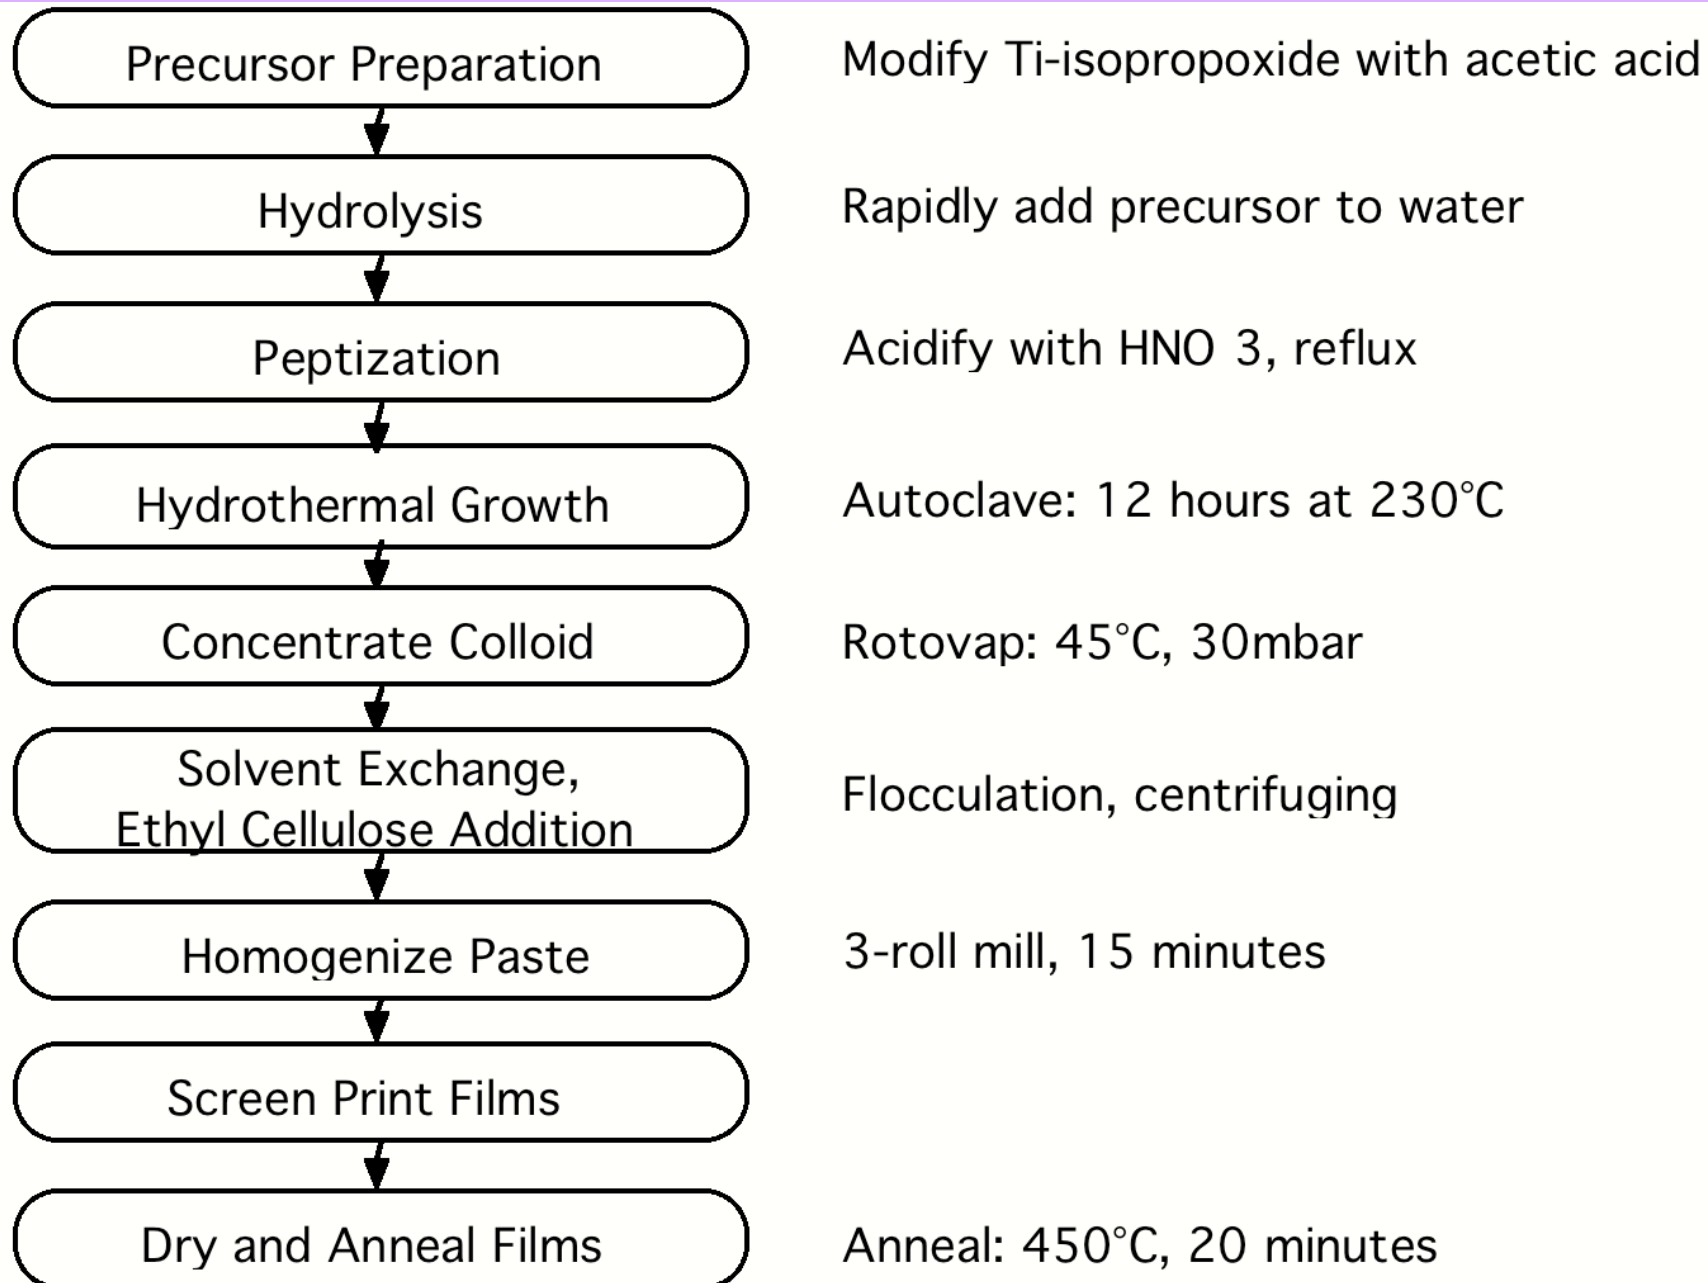 Precursor Preparation
Modify Ti-isopropoxide with acetic acid
Hydrolysis
Rapidly add precursor to water
Peptization
Acidify with HNO 3, reflux
Hydrothermal Growth
Autoclave: 12 hours at 230°C
Concentrate Colloid
Rotovap: 45°C, 30mbar
Solvent Exchange,
Ethyl Cellulose Addition
Flocculation, centrifuging
Homogenize Paste
3-roll mill, 15 minutes
Screen Print Films
Dry and Anneal Films
Anneal: 450°C, 20 minutes